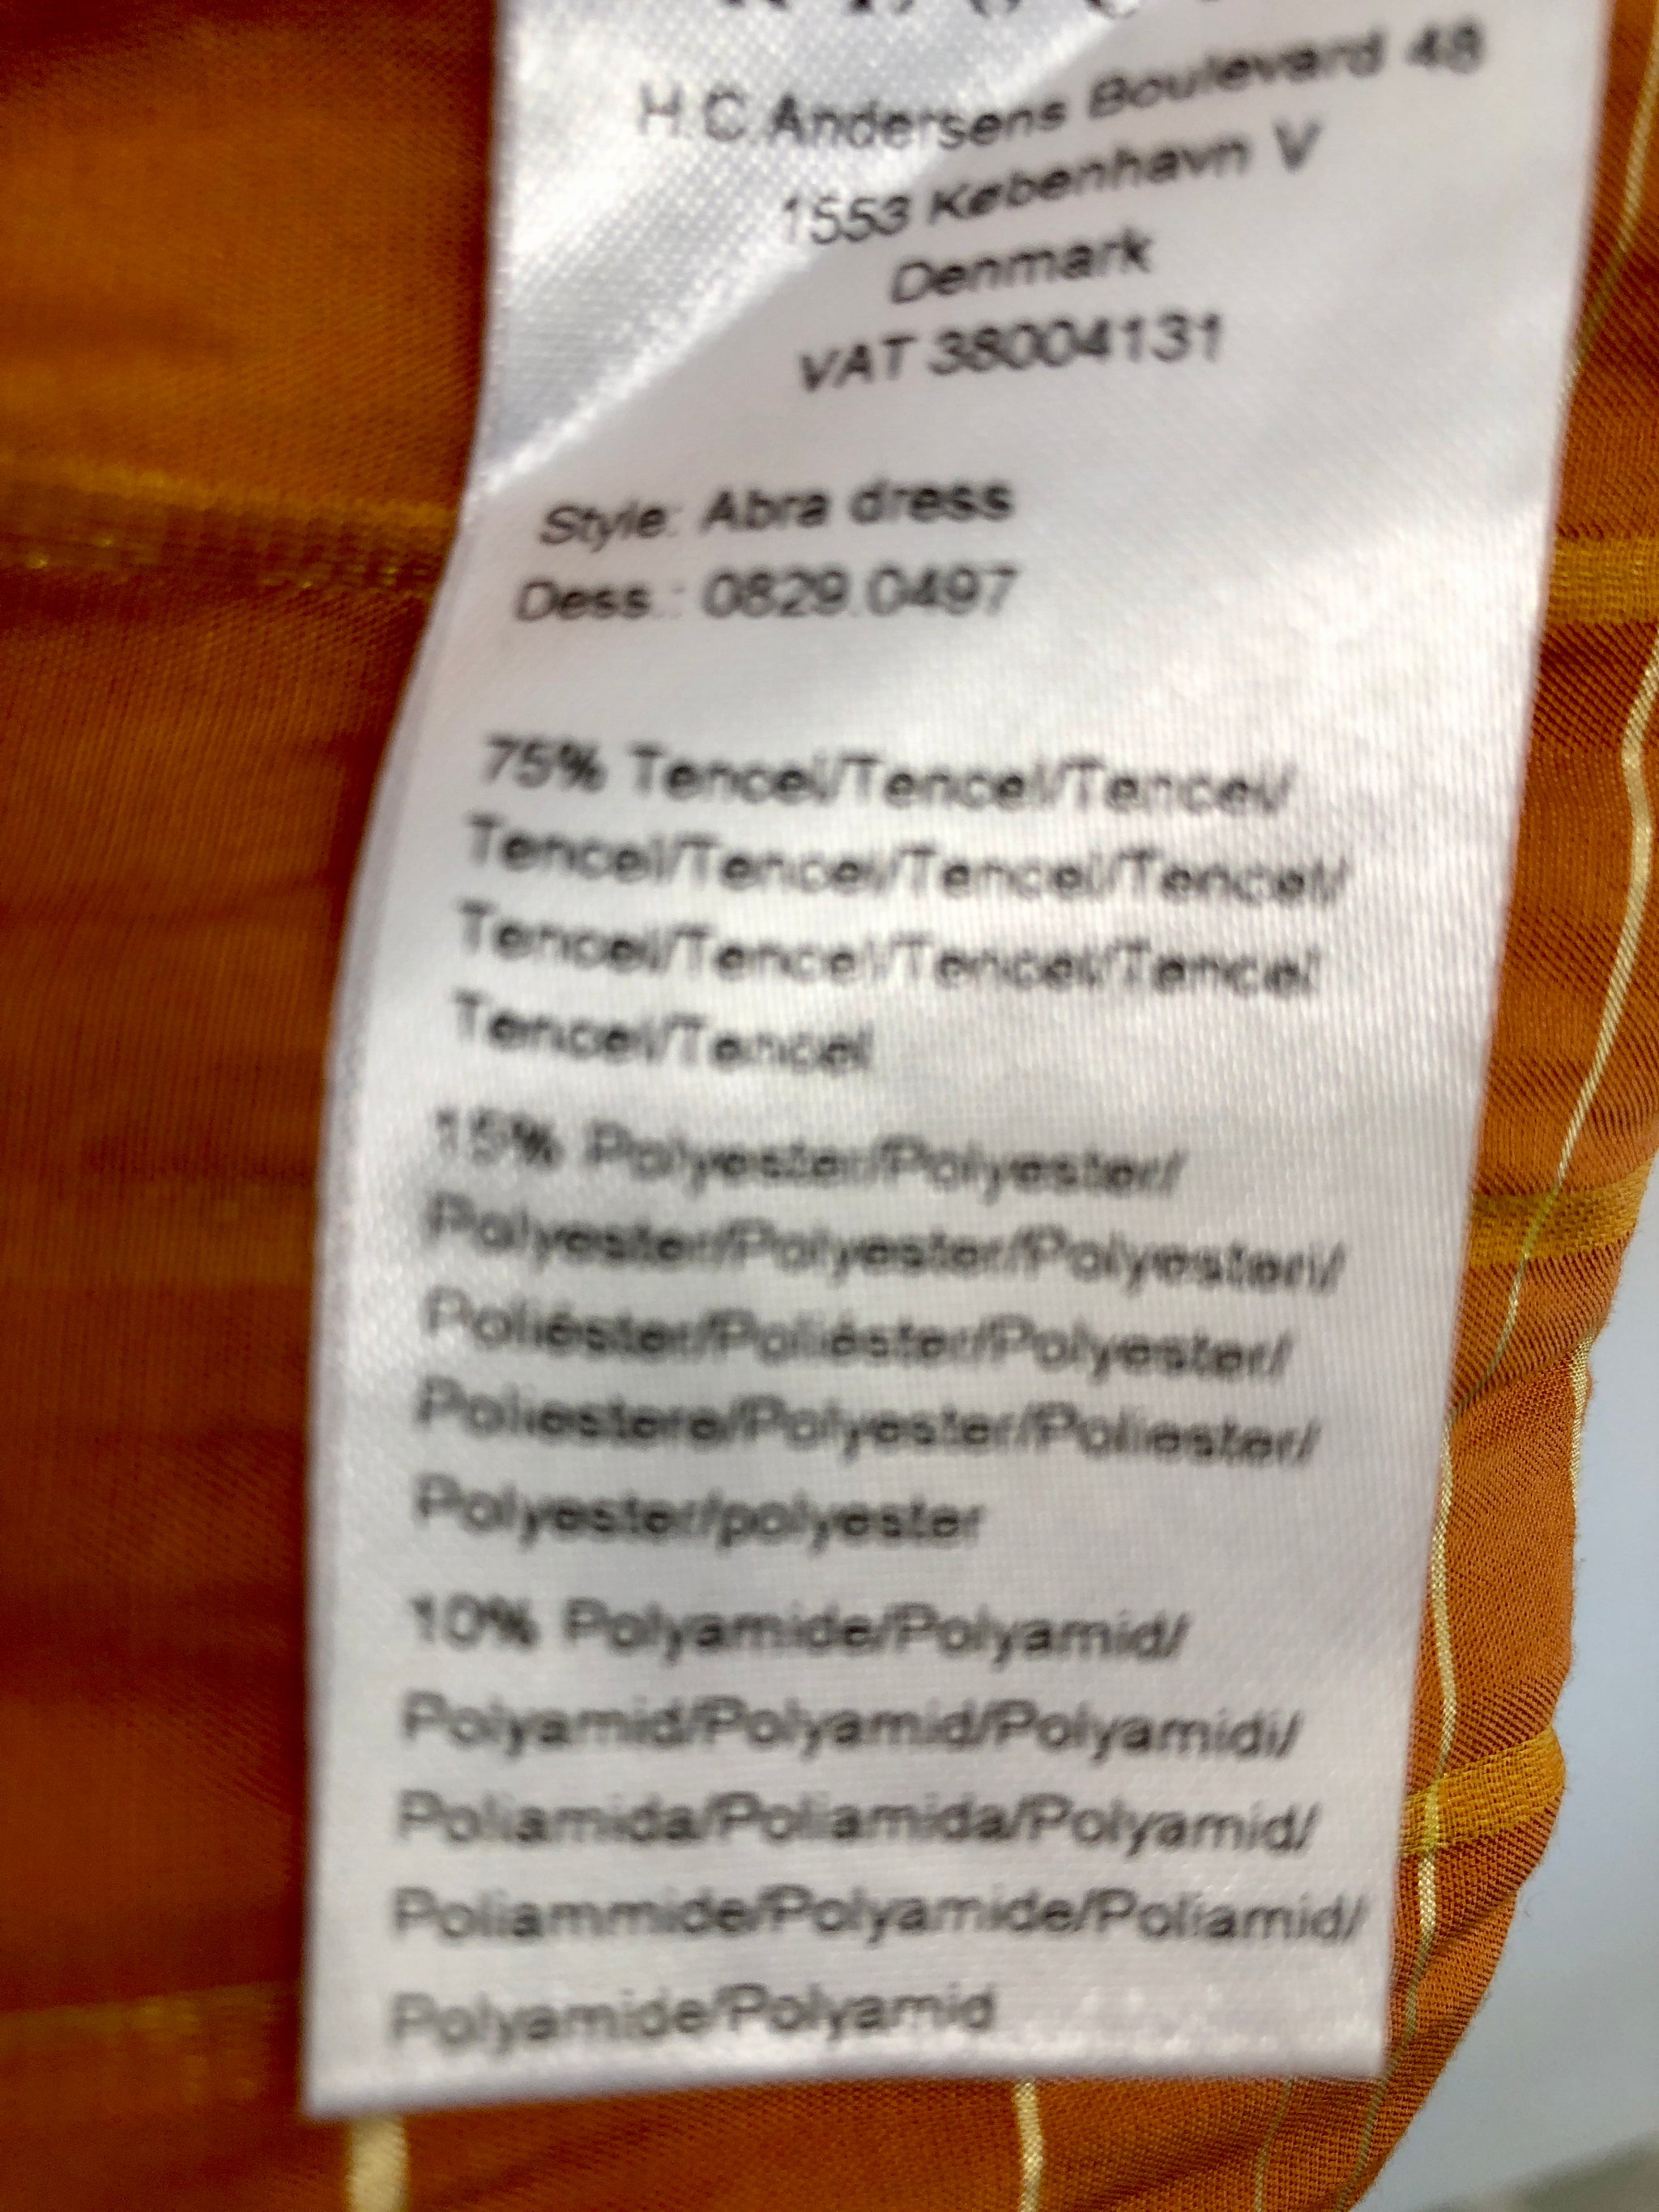 H.C.Andersens Boulevard 48
1553 København V
Denmark
VAT 38004131
Style: Abra dress
Dess.: 0829.0497
75% Tencel/Tencel/Tencel/
Tencel/Tencel/Tencel/Tencel/
Tencel/Tencel/Tencel/Tencel
Tencel/Tencel
15% Polyester/Polyester/
Polyester/Polyester/Polyesteri/
Poliéster/Poliéster/Polyester/
Poliestere/Polyester/Poliester/
Polyester/polyester
10% Polyamide/Polyamid/
Polyamid/Polyamid/Polyamidi/
Poliamida/Poliamida/Polyamid/
Poliammide/Polyamide/Poliamid/
Polyamide/Polyamid